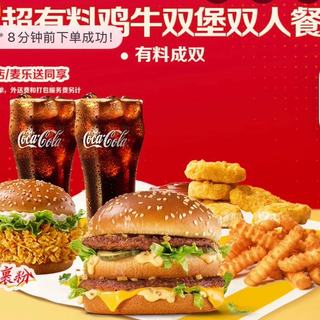 超有料鸡牛双堡双人餐
* 8分钟前下单成功!
• 有料成双
店/麦乐送同享
单,外送费和打包服务费另计
Coca-Cola
Coca-Cola
裹粉